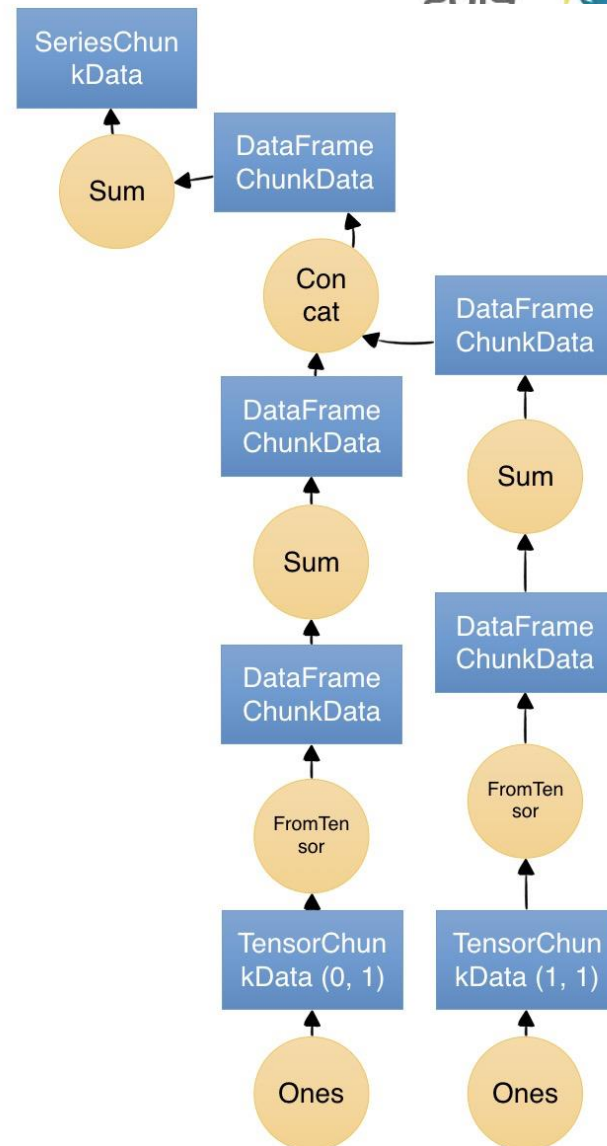 SeriesChun
kData
DataFrame
ChunkData
Sum
Con
cat
DataFrame
ChunkData
DataFrame
ChunkData
Sum
Sum
DataFrame
ChunkData
DataFrame
ChunkData
FromTen
sor
FromTen
sor
TensorChun
kData (0, 1)
TensorChun
kData (1, 1)
Ones
Ones